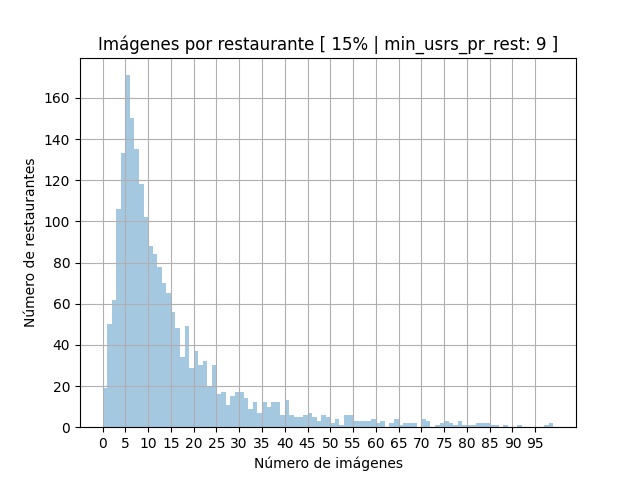 Imágenes por restaurante [ 15% | min_usrs_pr_rest: 9 ]
Número de restaurantes
160
140
120
100
80
60
40
20
0
0 5 10 15 20 25 30 35 40 45 50 55 60 65 70 75 80 85 90 95
Número de imágenes